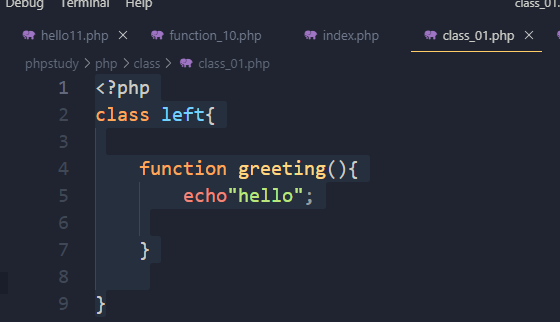 Debug Terminal Help class_01.
hello11.php function_10.php index.php class_01.php
phpstudy > php > class > class_01.php
1 <?php
2 class left{
3
4 function greeting(){
5 echo"hello";
6
7 }
8
9 }